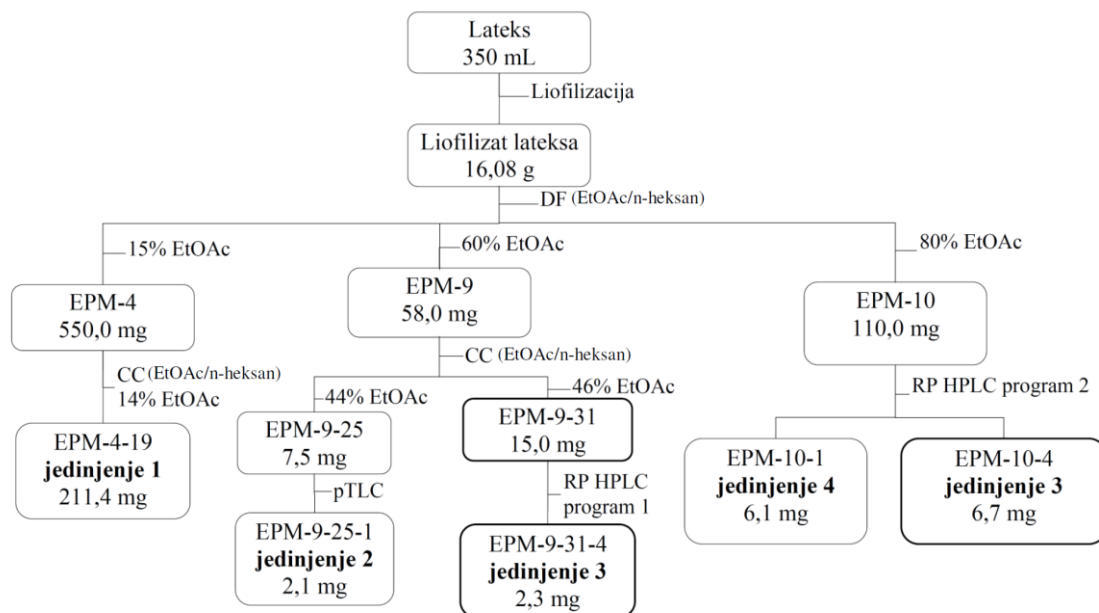 Lateks
350 mL
Liofilizacija
Liofilizat lateksa
16,08 g
DF (EtOAc/n-heksan)
15% EtOAc
60% EtOAc
80% EtOAc
EPM-4
550,0 mg
EPM-9
58,0 mg
EPM-10
110,0 mg
CC (EtOAc/n-heksan)
14% EtOAc
CC (EtOAc/n-heksan)
RP HPLC program 2
44% EtOAc
46% EtOAc
EPM-4-19
jedinjenje 1
211,4 mg
EPM-9-25
7,5 mg
EPM-9-31
15,0 mg
EPM-10-1
jedinjenje 4
6,1 mg
EPM-10-4
jedinjenje 3
6,7 mg
pTLC
RP HPLC
program 1
EPM-9-25-1
jedinjenje 2
2,1 mg
EPM-9-31-4
jedinjenje 3
2,3 mg